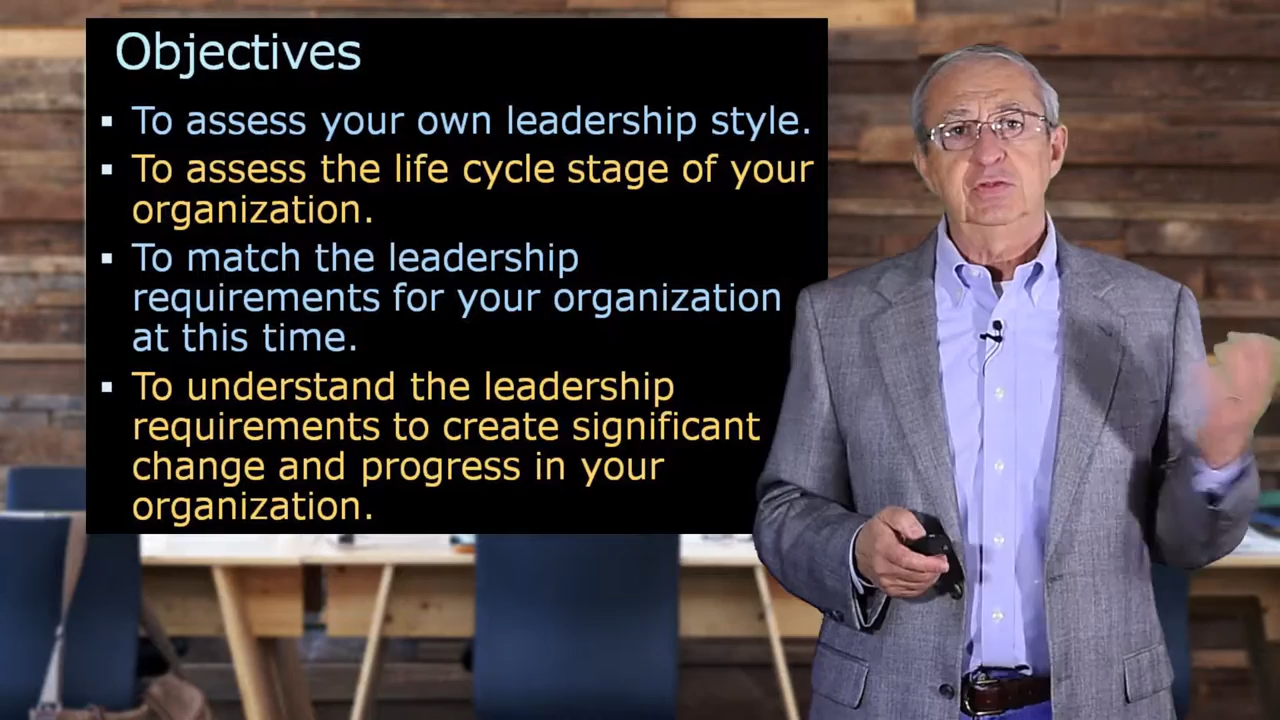 Objectives
▪ To assess your own leadership style.
▪ To assess the life cycle stage of your
organization.
▪ To match the leadership
requirements for your organization
at this time.
▪ To understand the leadership
requirements to create significant
change and progress in your
organization.